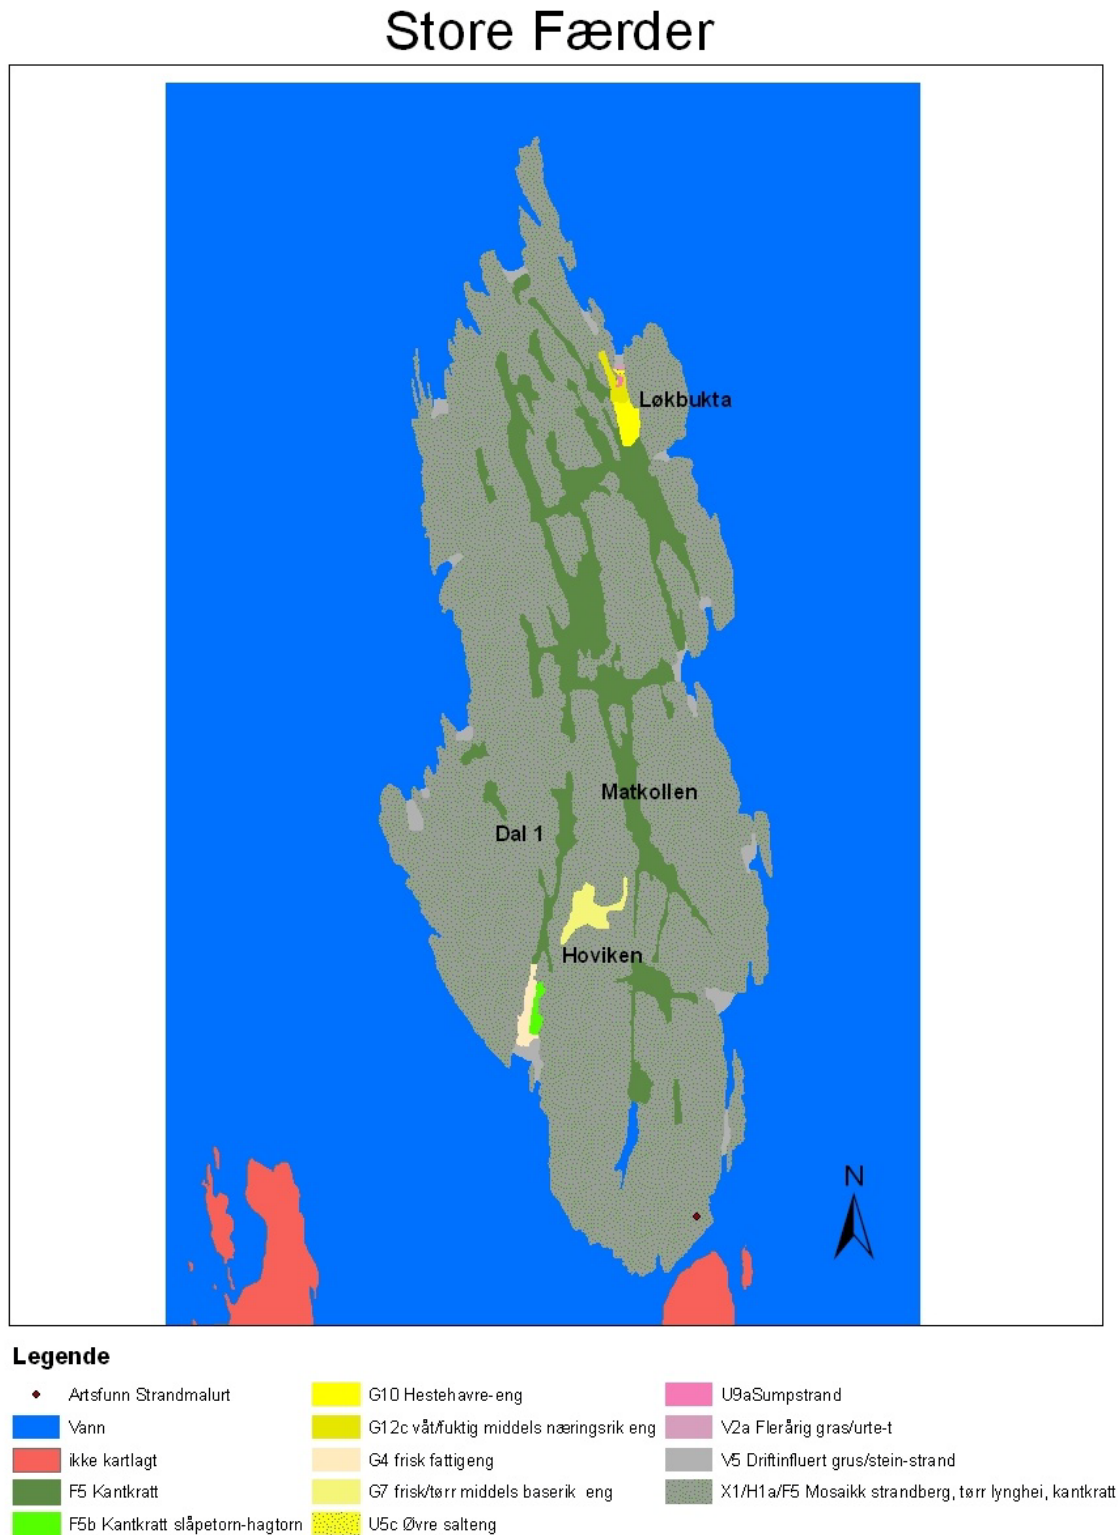 Store Færder
Løkbukta
Matkollen
Dal 1
Hoviken
N
Legende
Artsfunn Strandmalurt
Vann
ikke kartlagt
F5 Kantkratt
F5b Kantkratt slåpetorn-hagtorn
G10 Hestehavre-eng
G12c våt/fuktig middels næringsrik eng
G4 frisk fattigeng
G7 frisk/tørr middels baserik eng
U5c Øvre salteng
U9aSumpstrand
V2a Flerårig gras/urte-t
V5 Driftinfluert grus/stein-strand
X1/H1a/F5 Mosaikk strandberg, tørr lynghei, kantkratt